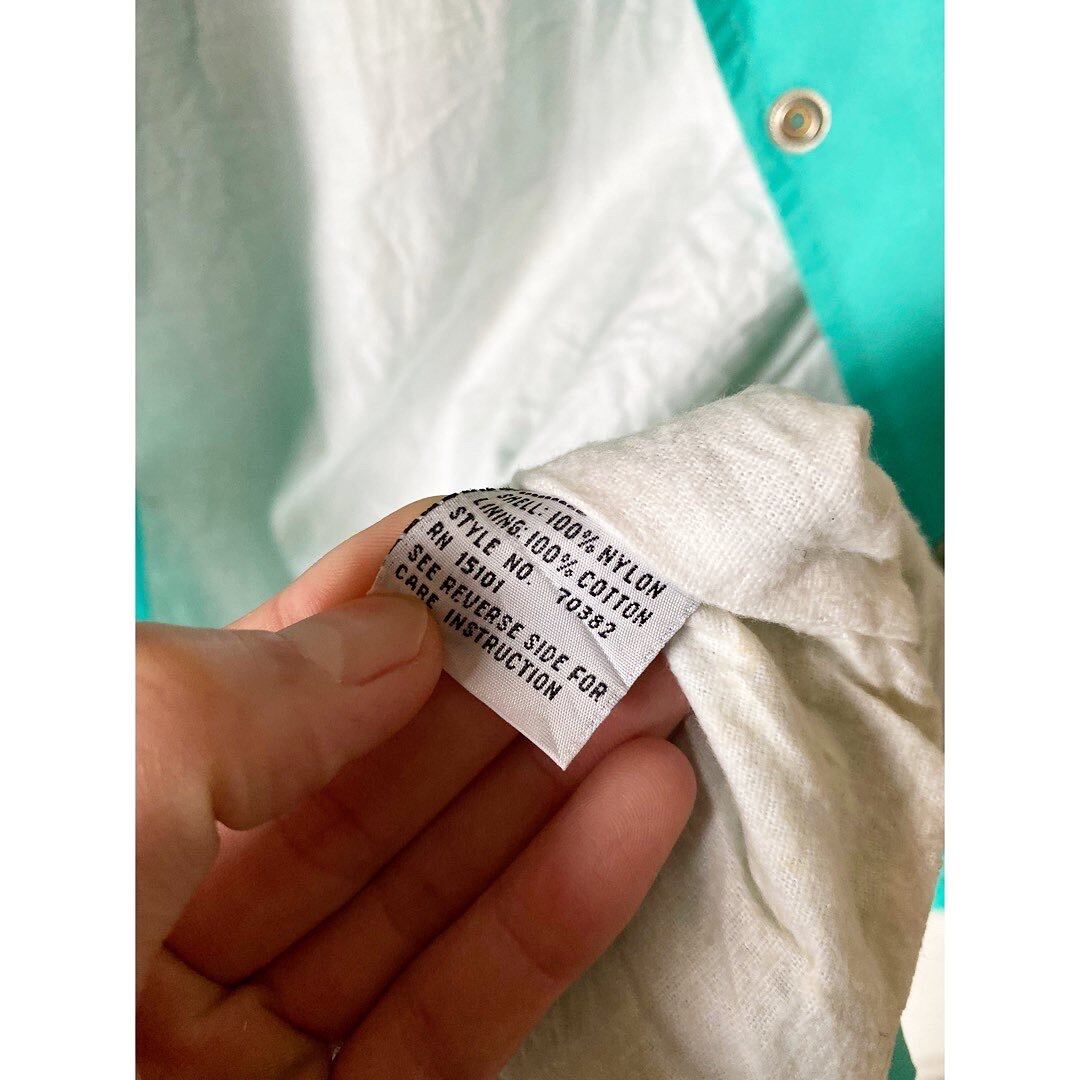 SHELL: 100% NYLON
LINING: 100% COTTON
STYLE NO. 70382
RN 15101
SEE REVERSE SIDE FOR
CARE INSTRUCTION